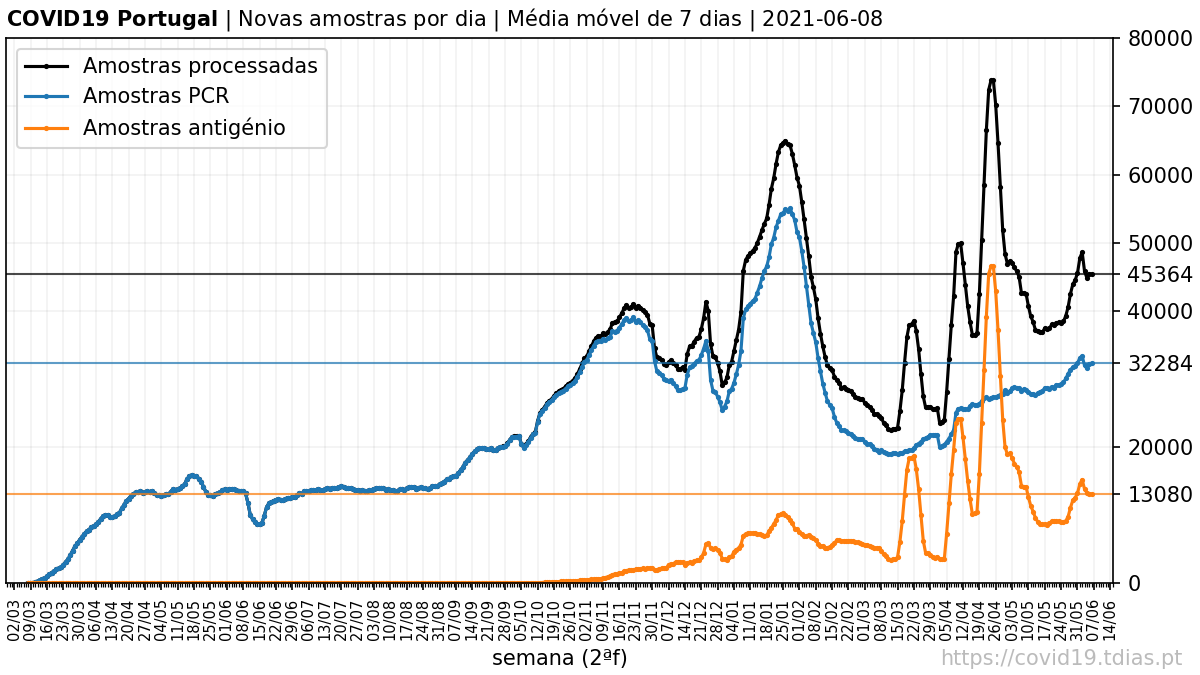 COVID19 Portugal | Novas amostras por dia | Média móvel de 7 dias | 2021-06-08
Amostras processadas
Amostras PCR
Amostras antigénio
80000
70000
60000
50000
45364
40000
32284
20000
13080
0
02/03 09/03 16/03 23/03 30/03 06/04 13/04 20/04 27/04 04/05 11/05 18/05 25/05 01/06 08/06 15/06 22/06 29/06 06/07 13/07 20/07 27/07 03/08 10/08 17/08 24/08 31/08 07/09 14/09 21/09 28/09 05/10 12/10 19/10 26/10 02/11 09/11 16/11 23/11 30/11 07/12 14/12 21/12 28/12 04/01 11/01 18/01 25/01 01/02 08/02 15/02 22/02 01/03 08/03 15/03 22/03 29/03 05/04 12/04 19/04 26/04 03/05 10/05 17/05 24/05 31/05 07/06 14/06
semana (2ªf)
https://covid19.tdias.pt